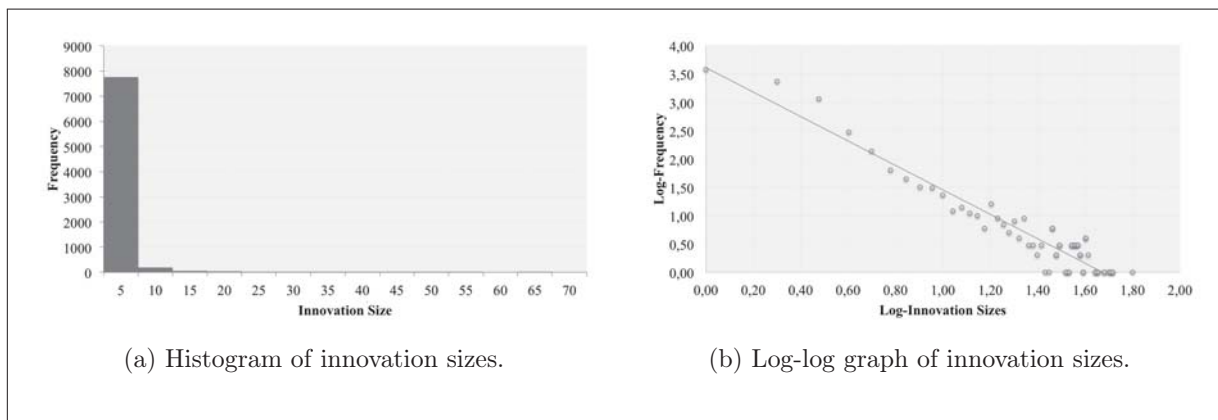 9000
8000
7000
6000
5000
4000
3000
2000
1000
0
Frequency
5 10 15 20 25 30 35 40 45 50 55 60 65 70
Innovation Size
(a) Histogram of innovation sizes.
4,00
3,50
3,00
2,50
2,00
1,50
1,00
0,50
0,00
Log-Frequency
0,00 0,20 0,40 0,60 0,80 1,00 1,20 1,40 1,60 1,80 2,00
Log-Innovation Sizes
(b) Log-log graph of innovation sizes.